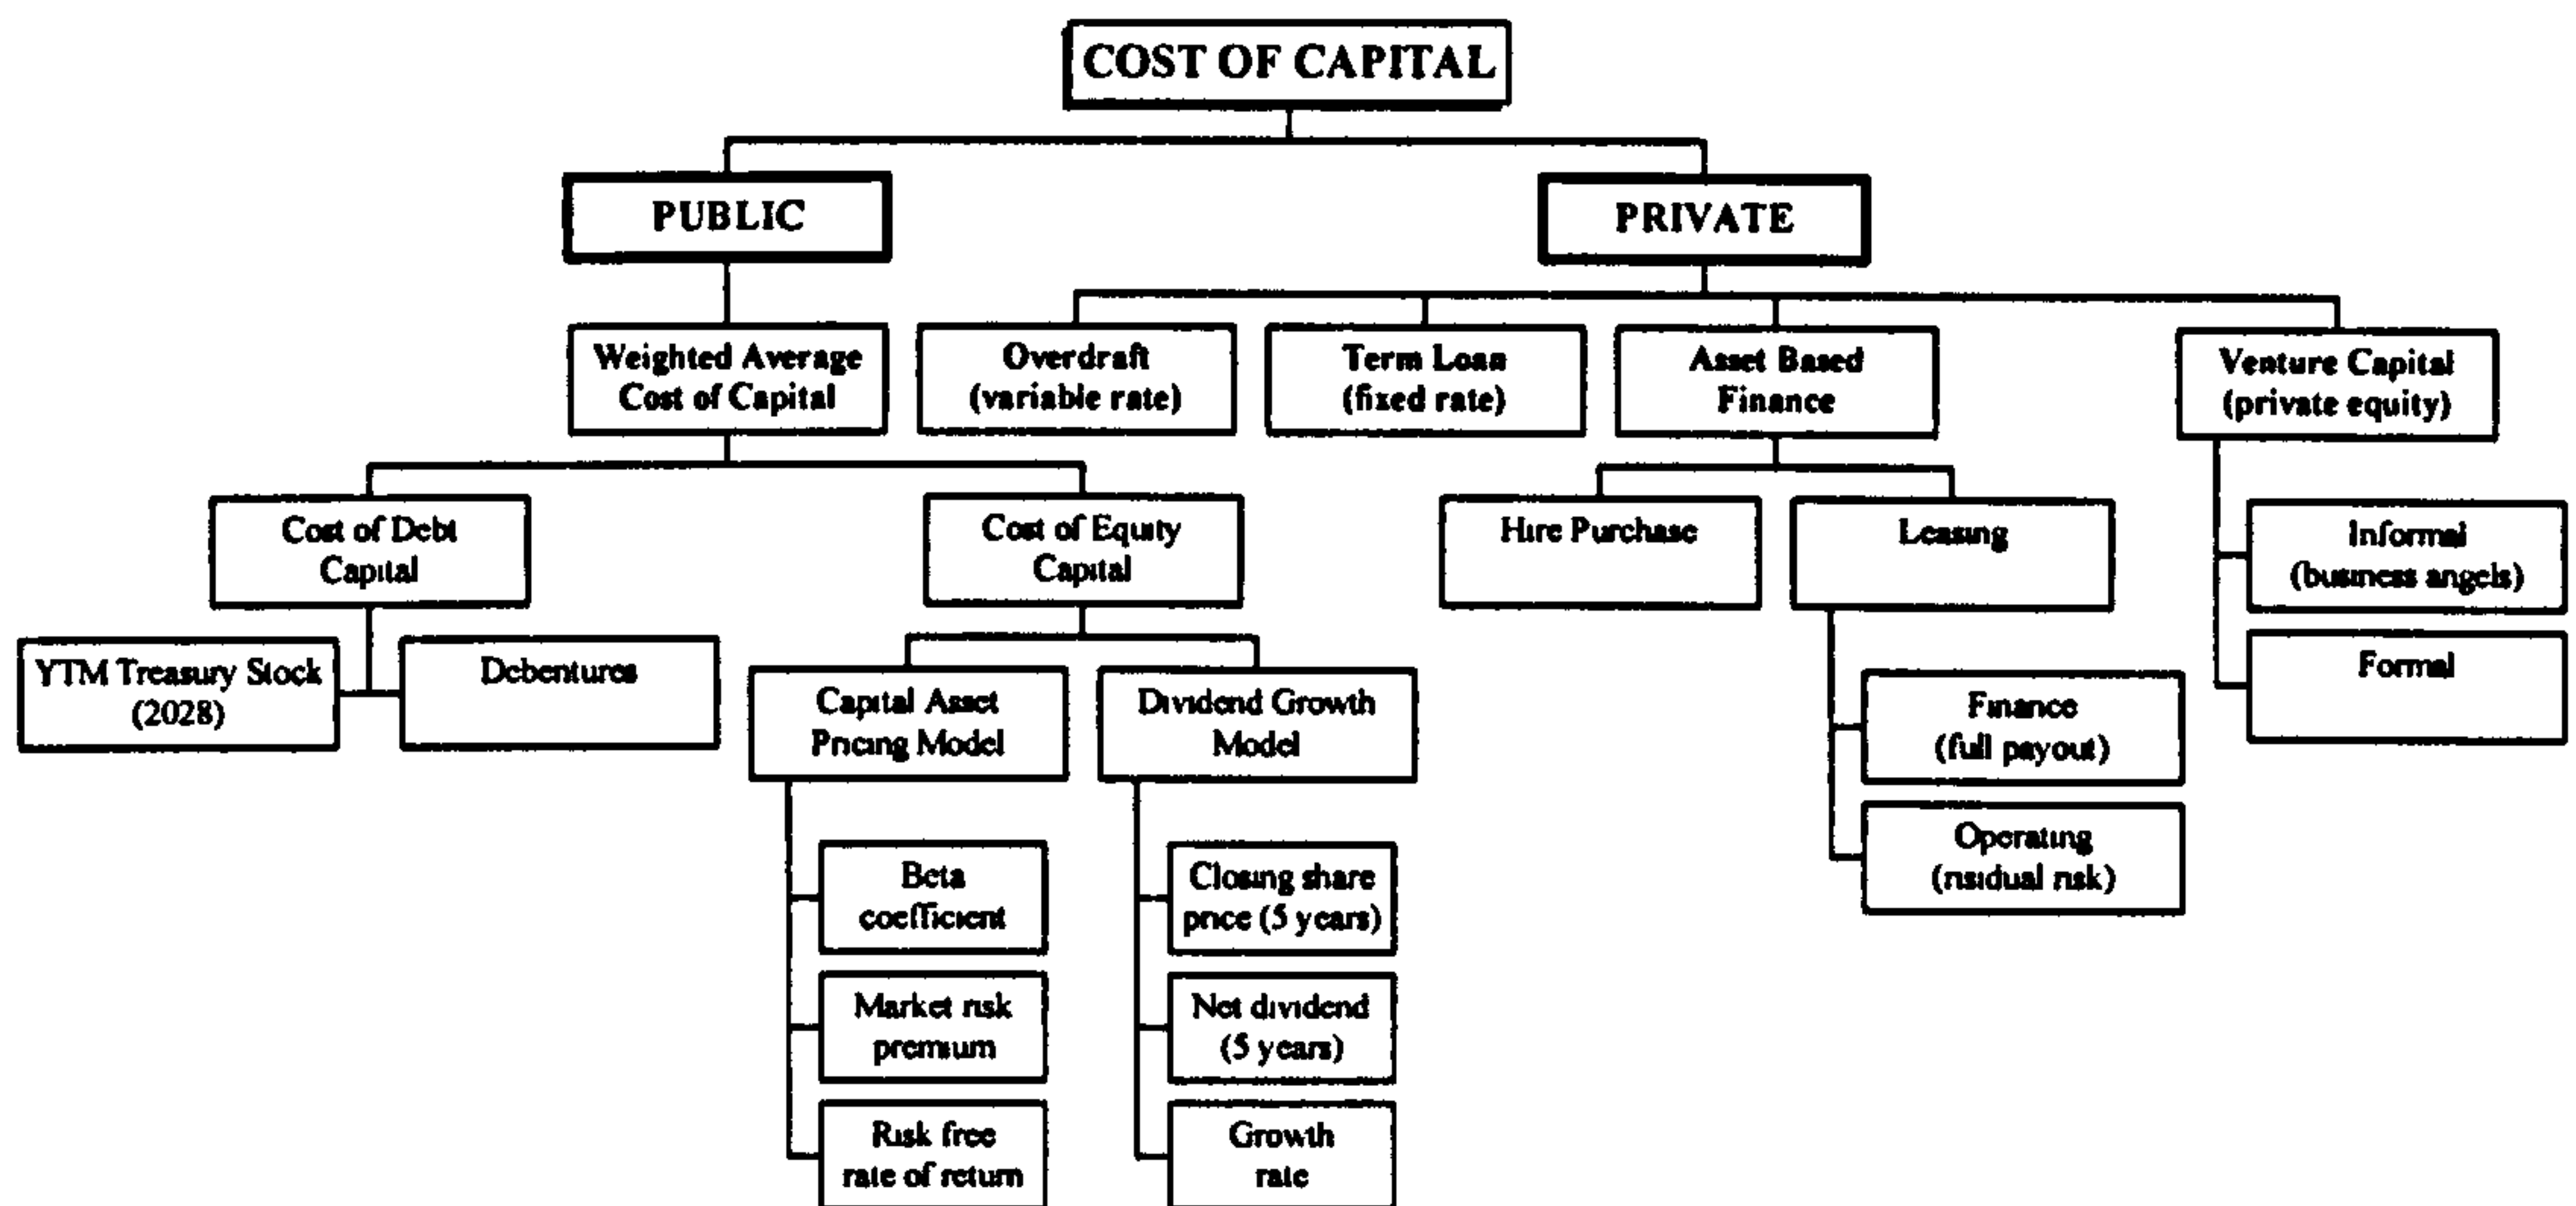 COST OF CAPITAL
PUBLIC
PRIVATE
Weighted Average
Cost of Capital
Overdraft
(variable rate)
Term Loan
(fixed rate)
Asset Based
Finance
Venture Capital
(private equity)
Cost of Debt
Capital
Cost of Equity
Capital
Hire Purchase
Leasing
Informal
(business angels)
Formal
YTM Treasury Stock
(2028)
Debentures
Capital Asset
Pricing Model
Dividend Growth
Model
Finance
(full payout)
Operating
(risidual risk)
Beta
coefficient
Market risk
premium
Risk free
rate of return
Closing share
price (5 years)
Net dividend
(5 years)
Growth
rate